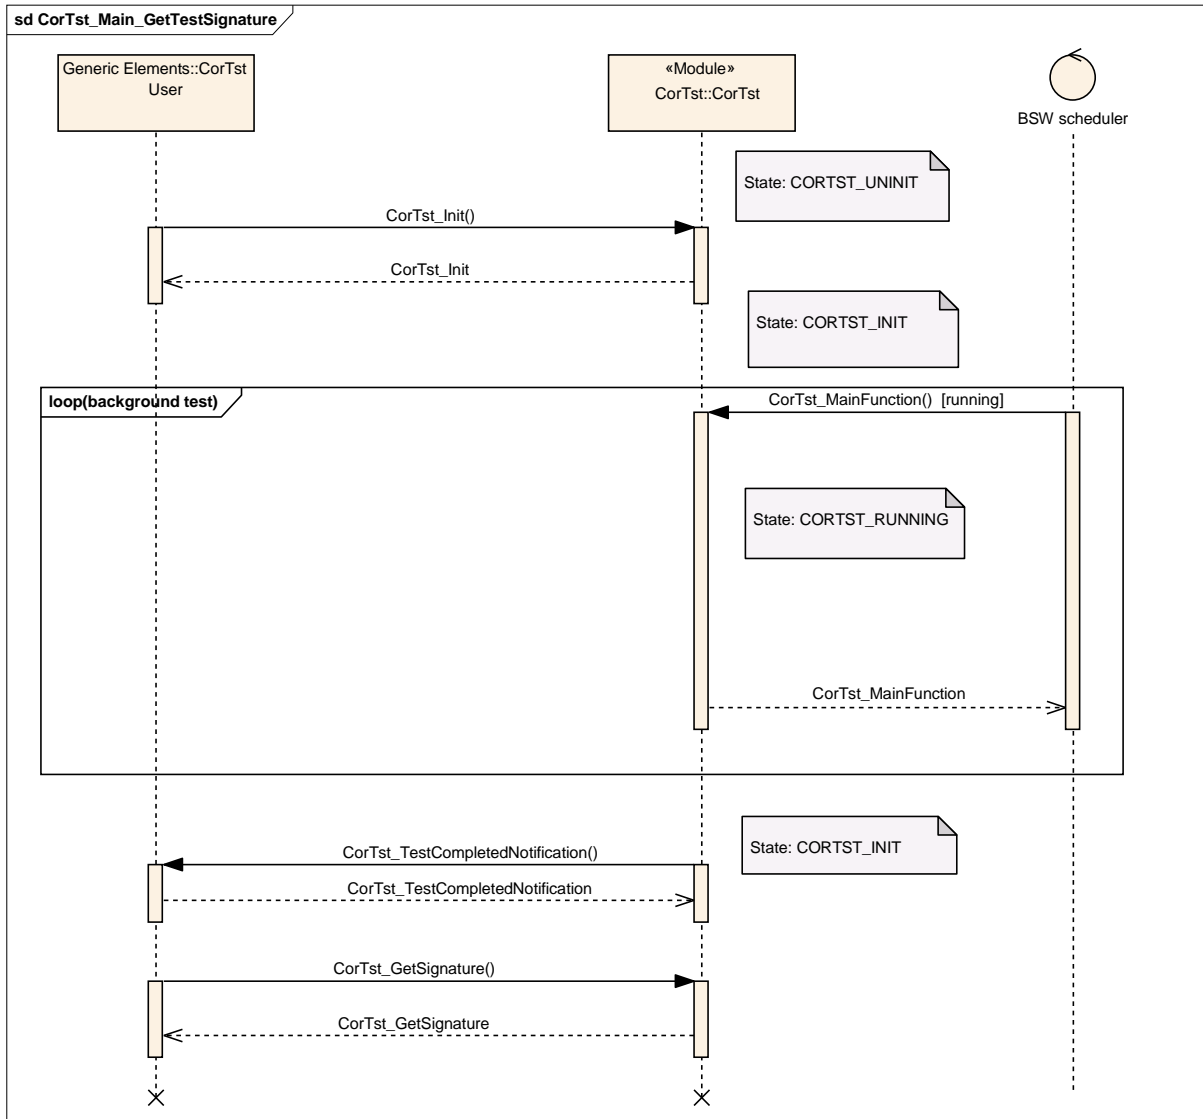 sd CorTst_Main_GetTestSignature
Generic Elements::CorTst
User
«Module»
CorTst::CorTst
BSW scheduler
State: CORTST_UNINIT
CorTst_Init()
CorTst_Init
State: CORTST_INIT
loop(background test)
CorTst_MainFunction() [running]
State: CORTST_RUNNING
CorTst_MainFunction
State: CORTST_INIT
CorTst_TestCompletedNotification()
CorTst_TestCompletedNotification
CorTst_GetSignature()
CorTst_GetSignature